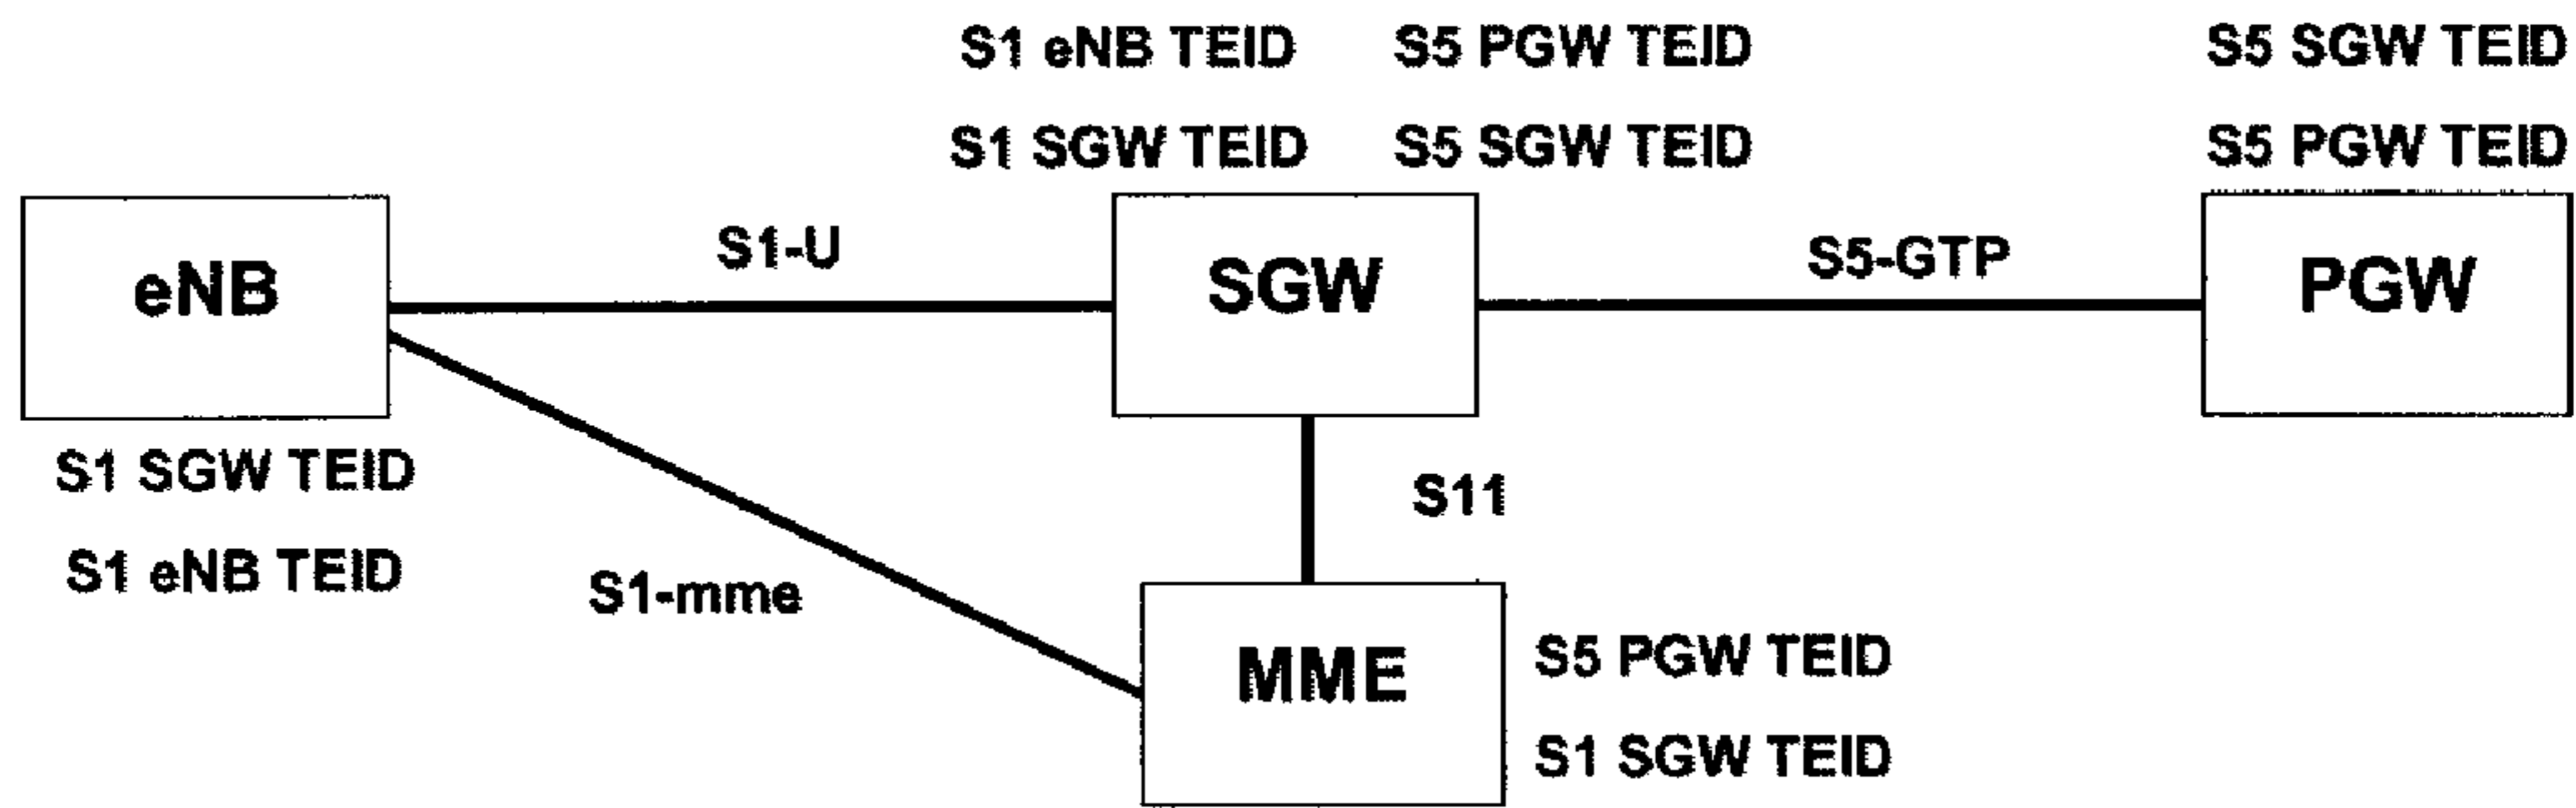 S1 eNB TEID S5 PGW TEID S5 SGW TEID
S1 SGW TEID S5 SGW TEID S5 PGW TEID
eNB S1-U SGW S5-GTP PGW
S1 SGW TEID
S11
S1 eNB TEID
S1-mme
MME
S5 PGW TEID
S1 SGW TEID